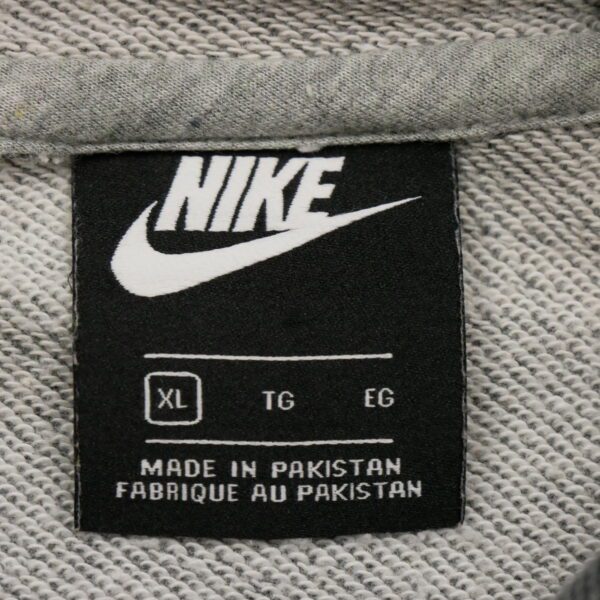 NIKE
XL TG EG
MADE IN PAKISTAN
FABRIQUE AU PAKISTAN